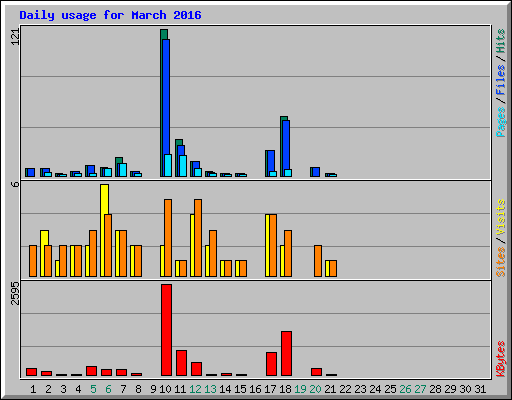 Daily usage for March 2016
121
6
2595
Pages / Files / Hits
Sites / Visits
KBytes
1 2 3 4 5 6 7 8 9 10 11 12 13 14 15 16 17 18 19 20 21 22 23 24 25 26 27 28 29 30 31